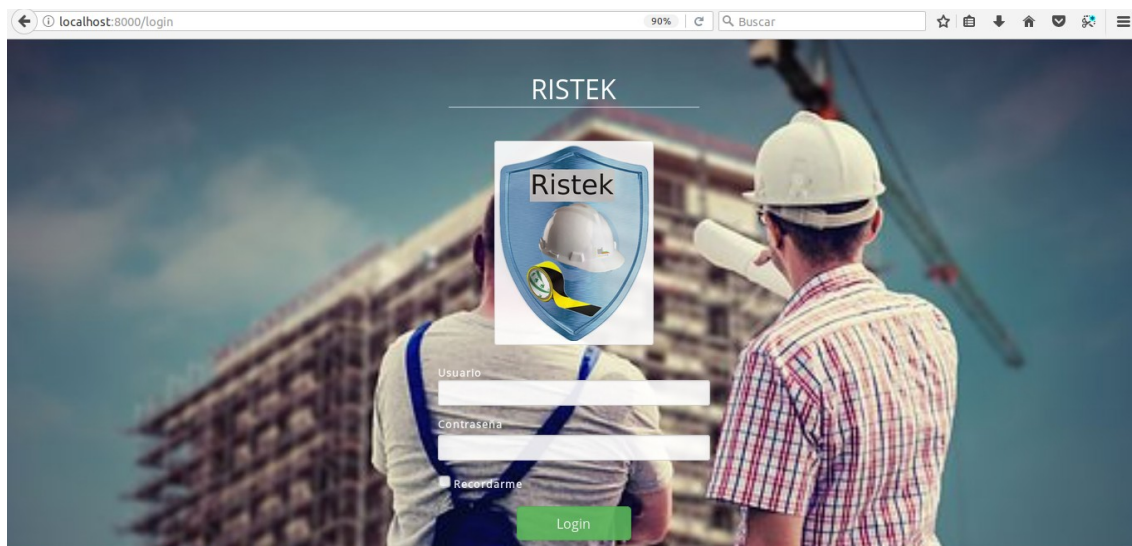 localhost:8000/login
90%
Buscar
RISTEK
Ristek
Usuario
Contraseña
Recordarme
Login